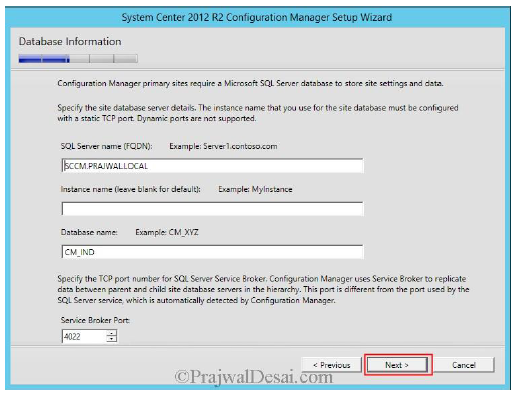 System Center 2012 R2 Configuration Manager Setup Wizard
Database Information
Configuration Manager primary sites require a Microsoft SQL Server database to store site settings and data.
Specify the site database server details. The instance name that you use for the site database must be configured
with a static TCP port. Dynamic ports are not supported.
SQL Server name (FQDN): Example: Server1.contoso.com
SCCM.PRAJWAL.LOCAL
Instance name (leave blank for default): Example: MyInstance
Database name: Example: CM_XYZ
CM_IND
Specify the TCP port number for SQL Server Service Broker. Configuration Manager uses Service Broker to replicate
data between parent and child site database servers in the hierarchy. This port is different from the port used by the
SQL Server service, which is automatically detected by Configuration Manager.
Service Broker Port:
4022
< Previous Next > Cancel
©PrajwalDesai.com